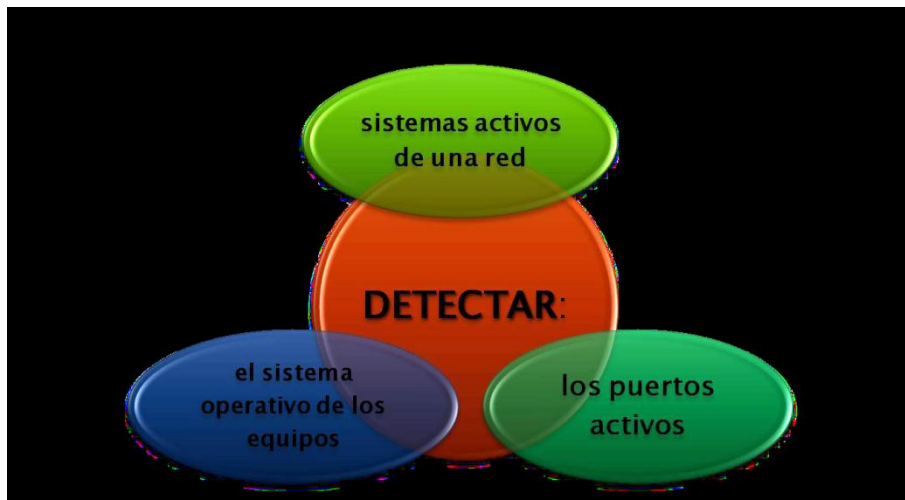 sistemas activos
de una red
DETECTAR:
el sistema
operativo de los
equipos
los puertos
activos